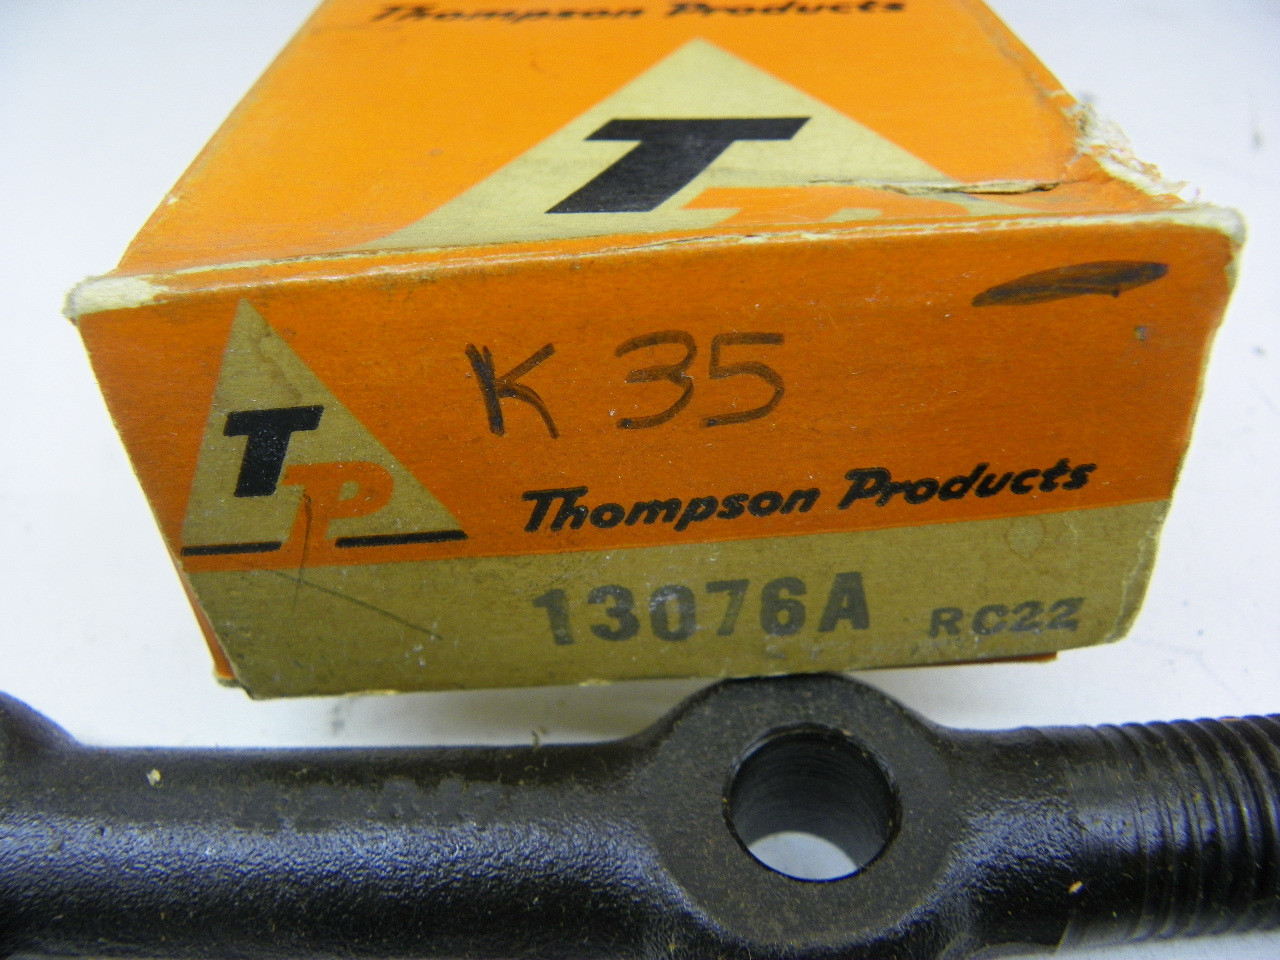 Thompson Products
T
K 35
TP
Thompson Products
13076A RC22